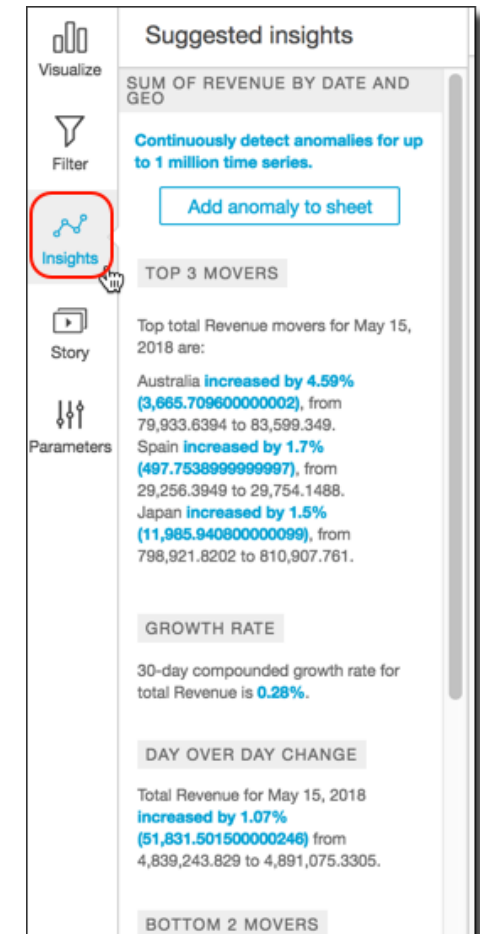 Visualize
Filter
Insights
Story
Parameters
Suggested insights
SUM OF REVENUE BY DATE AND
GEO
Continuously detect anomalies for up
to 1 million time series.
Add anomaly to sheet
TOP 3 MOVERS
Top total Revenue movers for May 15,
2018 are:
Australia increased by 4.59%
(3,665.709600000002), from
79,933.6394 to 83,599.349.
Spain increased by 1.7%
(497.7538999999997), from
29,256.3949 to 29,754.1488.
Japan increased by 1.5%
(11,985.940800000099), from
798,921.8202 to 810,907.761.
GROWTH RATE
30-day compounded growth rate for
total Revenue is 0.28%.
DAY OVER DAY CHANGE
Total Revenue for May 15, 2018
increased by 1.07%
(51,831.501500000246) from
4,839,243.829 to 4,891,075.3305.
BOTTOM 2 MOVERS